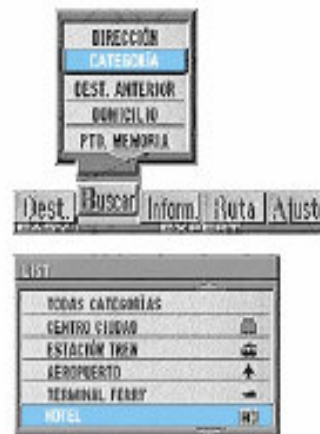 DIRECCIÓN
CATEGORÍA
DEST. ANTERIOR
DOMICILIO
PTO. MEMORIA
Dest. Buscar Inform. Ruta Ajust
LIST
TODAS CATEGORÍAS
CENTRO CIUDAD
ESTACIÓN TREN
AEROPUERTO
TERMINAL FERRY
HOTEL